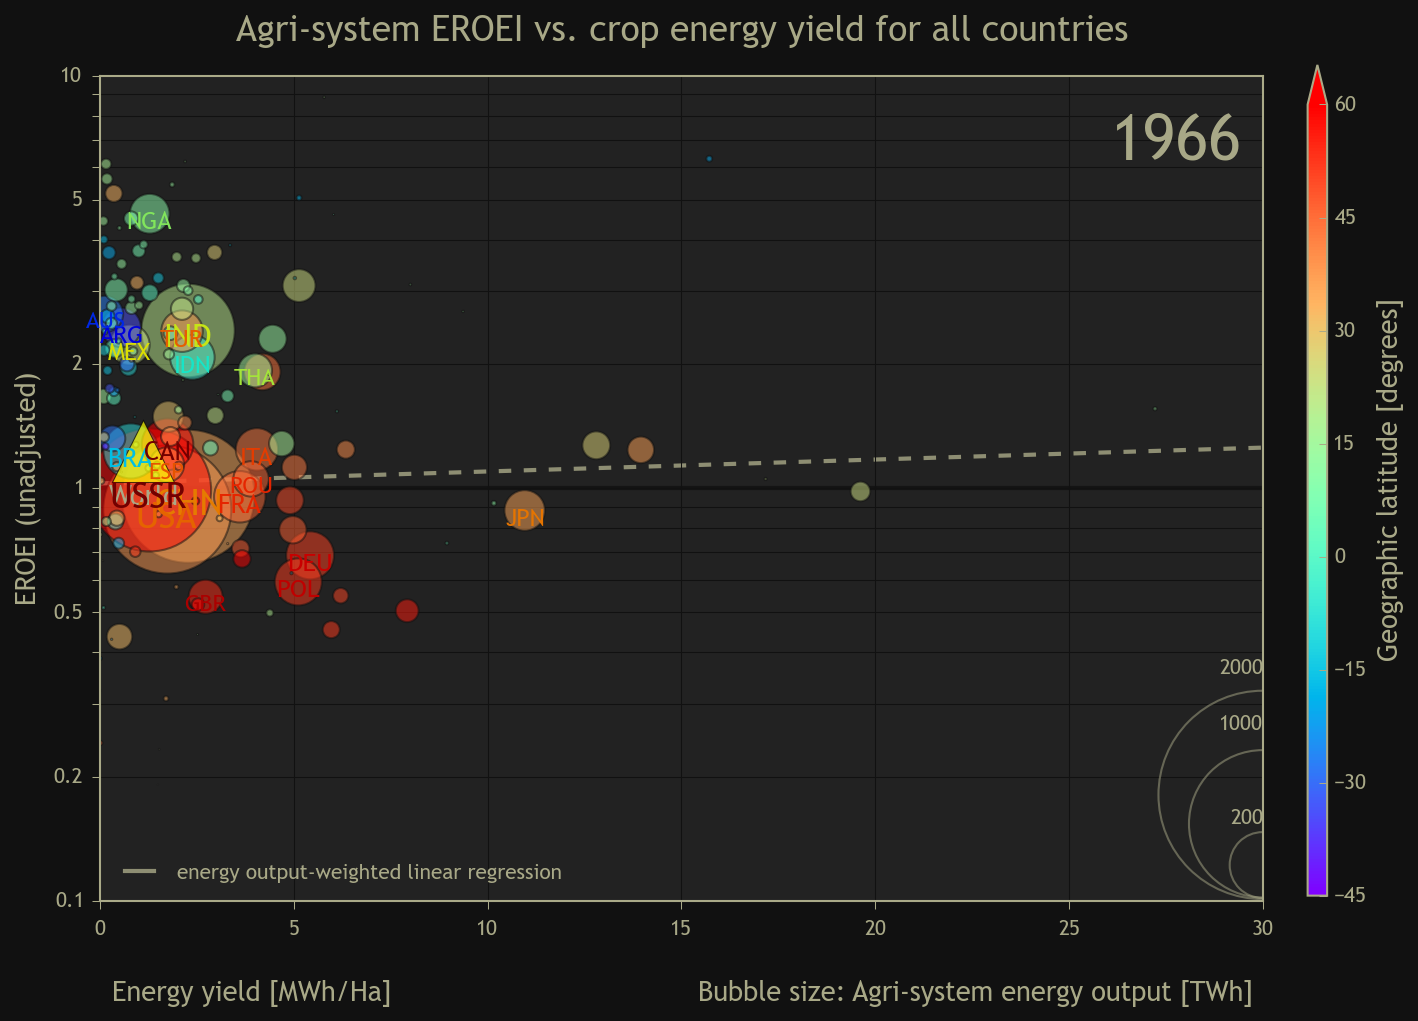 Agri-system EROEI vs. crop energy yield for all countries
1966
EROEI (unadjusted)
10
5
2
1
0.5
0.2
0.1
NGA
AUS
ARG
MEX
IND
TUR
IDN
THA
BRA
CAN
ESP
ITA
ROU
USSR
CHN
FRA
USA
JPN
DEU
POL
GBR
2000
1000
200
energy output-weighted linear regression
0
5
10
15
20
25
30
Energy yield [MWh/Ha]
Bubble size: Agri-system energy output [TWh]
60
45
30
15
0
−15
−30
−45
Geographic latitude [degrees]